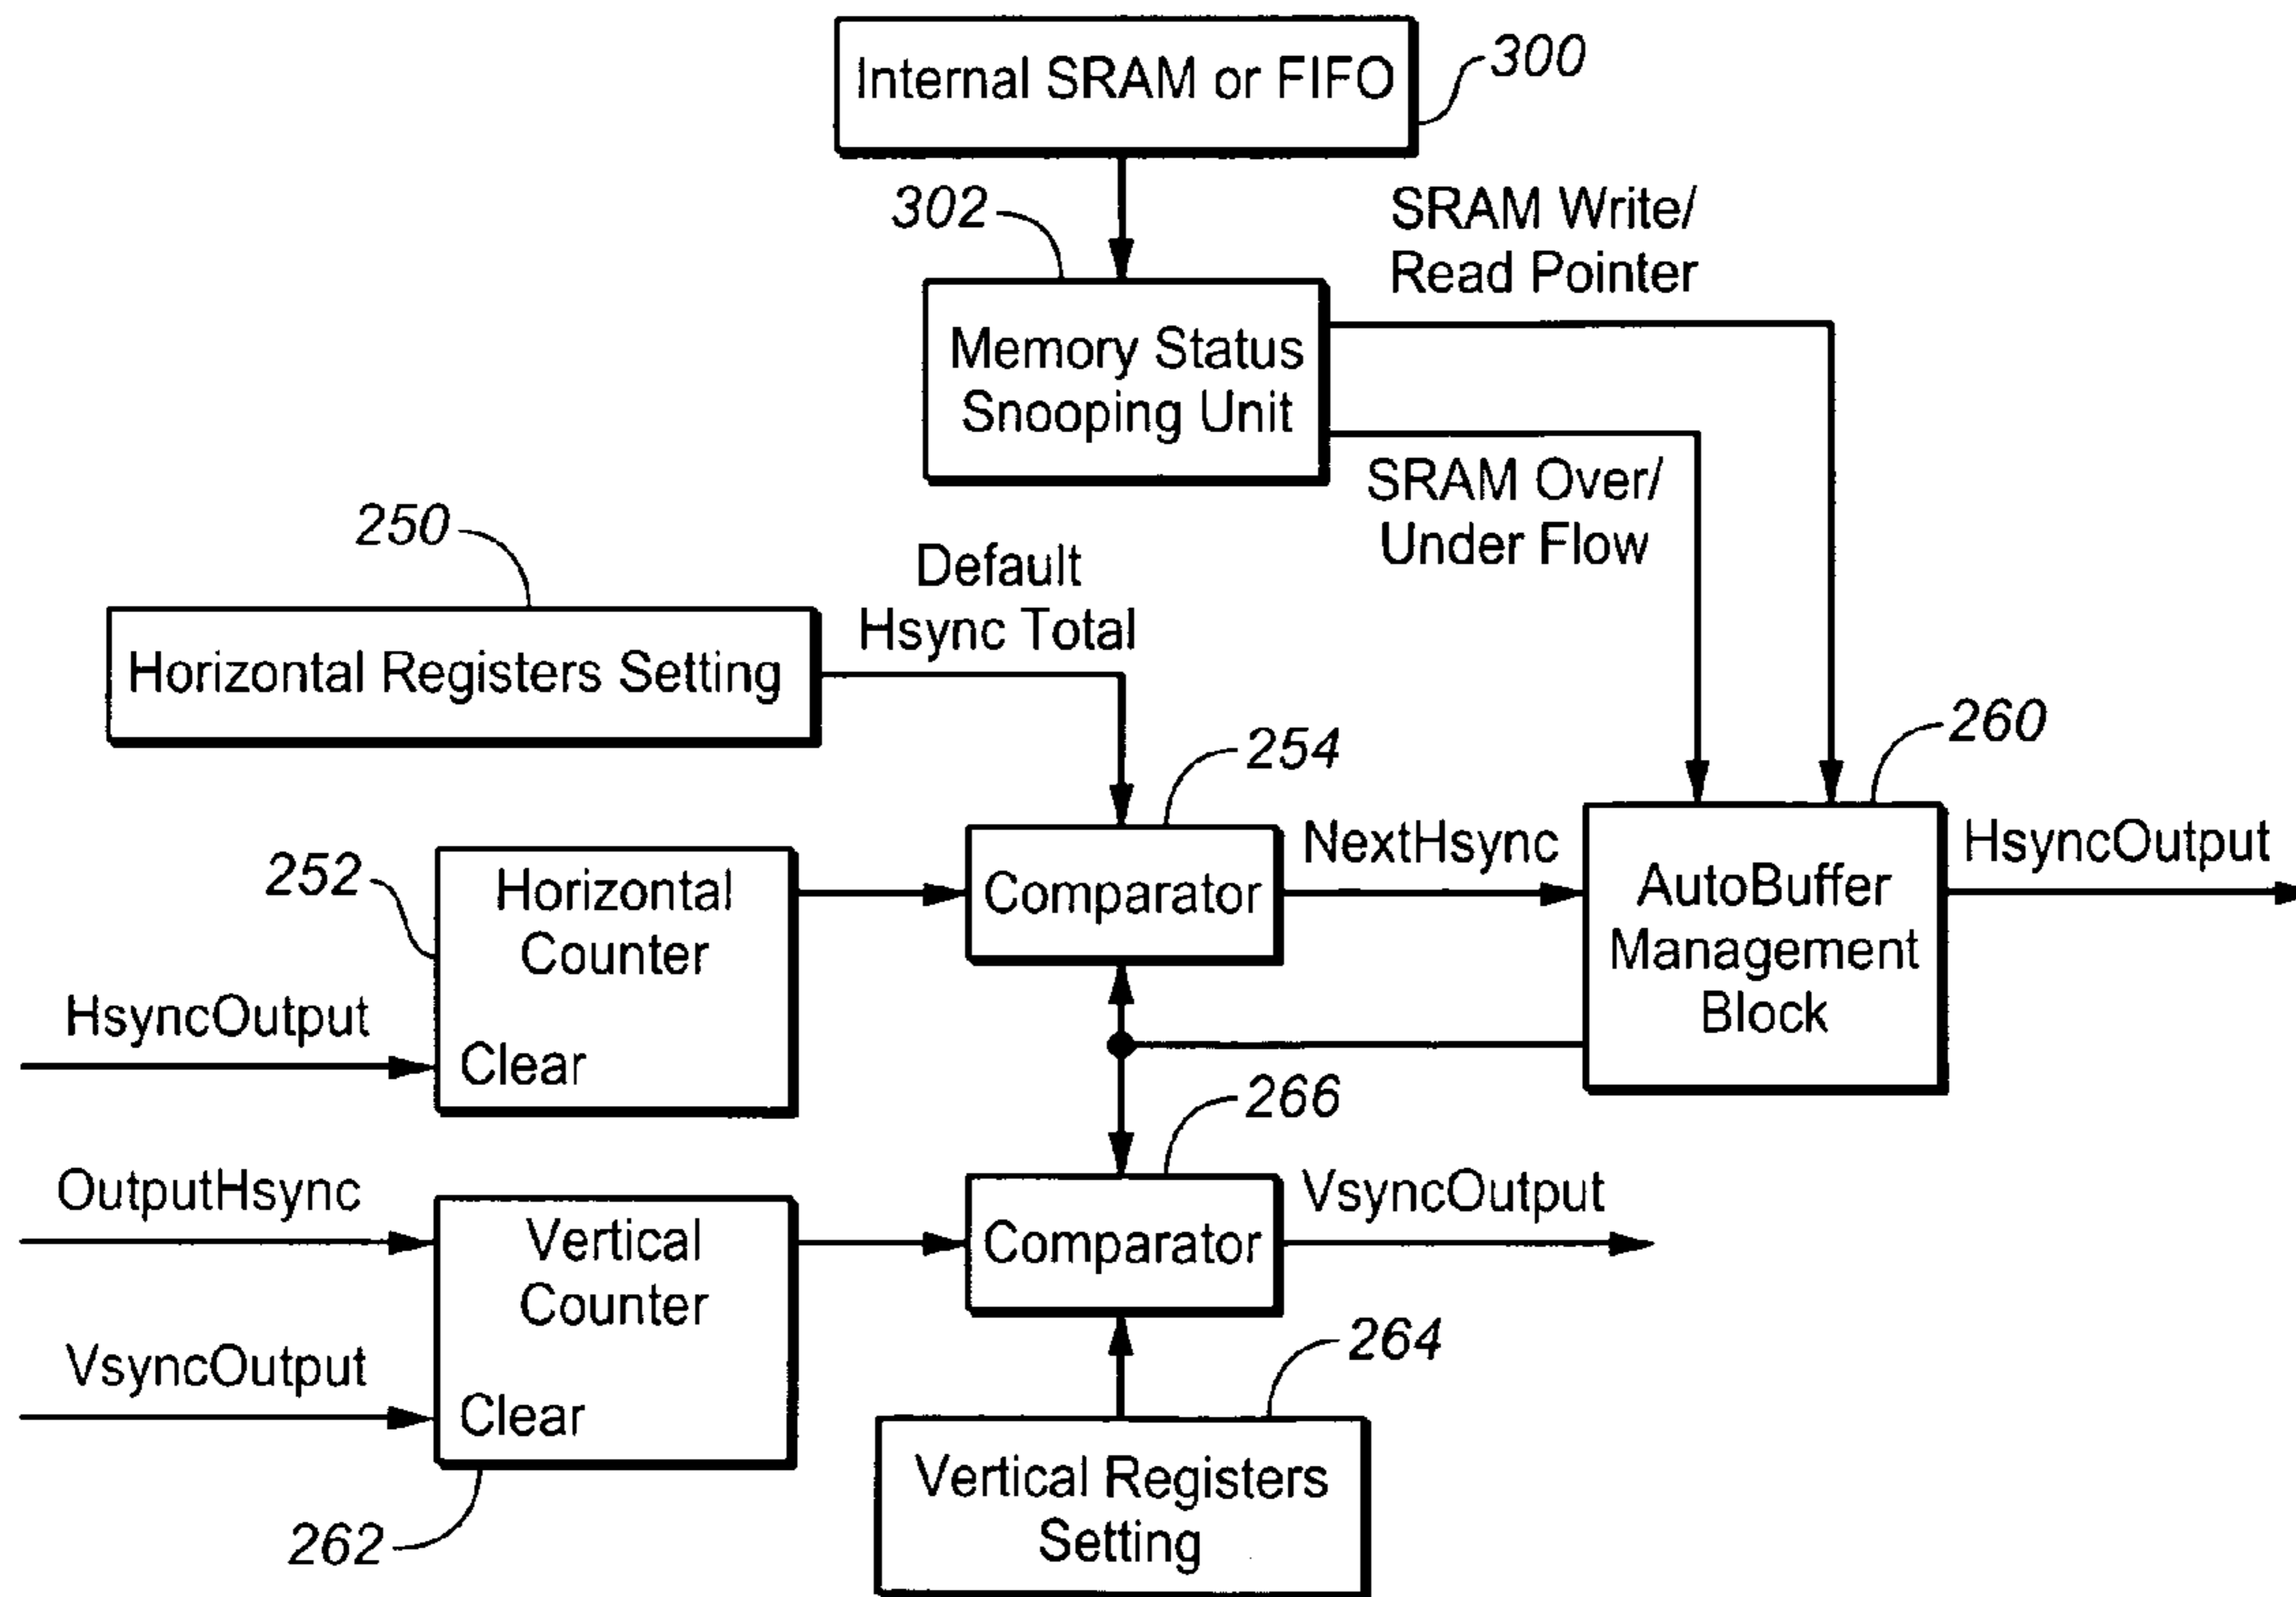 Internal SRAM or FIFO
300
302
SRAM Write/
Read Pointer
Memory Status
Snooping Unit
SRAM Over/
Under Flow
250
Default
Hsync Total
Horizontal Registers Setting
254
260
252
Horizontal
Counter
Comparator
NextHsync
AutoBuffer
Management
Block
HsyncOutput
HsyncOutput
Clear
266
OutputHsync
Vertical
Counter
Comparator
VsyncOutput
VsyncOutput
Clear
264
262
Vertical Registers
Setting